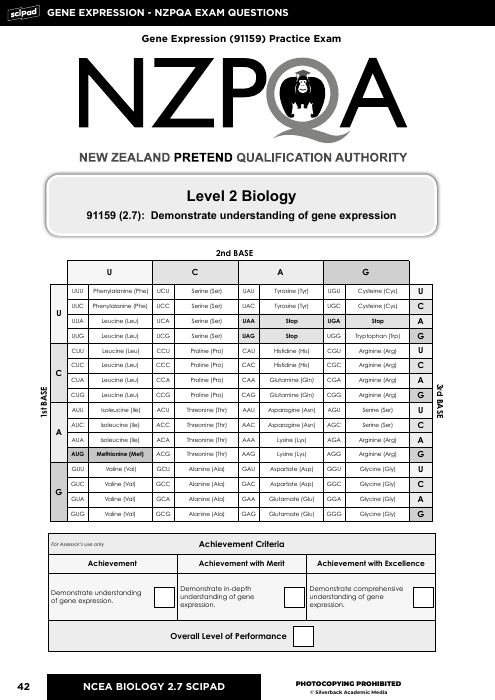 scipad GENE EXPRESSION - NZPQA EXAM QUESTIONS
Gene Expression (91159) Practice Exam
NZPQA
NEW ZEALAND PRETEND QUALIFICATION AUTHORITY
Level 2 Biology
91159 (2.7): Demonstrate understanding of gene expression
2nd BASE
U C A G
1st BASE
3rd BASE
U
UUU Phenylalanine (Phe) UCU Serine (Ser) UAU Tyrosine (Tyr) UGU Cysteine (Cys) U
UUC Phenylalanine (Phe) UCC Serine (Ser) UAC Tyrosine (Tyr) UGC Cysteine (Cys) C
UUA Leucine (Leu) UCA Serine (Ser) UAA Stop UGA Stop A
UUG Leucine (Leu) UCG Serine (Ser) UAG Stop UGG Tryptophan (Trp) G
C
CUU Leucine (Leu) CCU Proline (Pro) CAU Histidine (His) CGU Arginine (Arg) U
CUC Leucine (Leu) CCC Proline (Pro) CAC Histidine (His) CGC Arginine (Arg) C
CUA Leucine (Leu) CCA Proline (Pro) CAA Glutamine (Gln) CGA Arginine (Arg) A
CUG Leucine (Leu) CCG Proline (Pro) CAG Glutamine (Gln) CGG Arginine (Arg) G
A
AUU Isoleucine (Ile) ACU Threonine (Thr) AAU Asparagine (Asn) AGU Serine (Ser) U
AUC Isoleucine (Ile) ACC Threonine (Thr) AAC Asparagine (Asn) AGC Serine (Ser) C
AUA Isoleucine (Ile) ACA Threonine (Thr) AAA Lysine (Lys) AGA Arginine (Arg) A
AUG Methionine (Met) ACG Threonine (Thr) AAG Lysine (Lys) AGG Arginine (Arg) G
G
GUU Valine (Val) GCU Alanine (Ala) GAU Aspartate (Asp) GGU Glycine (Gly) U
GUC Valine (Val) GCC Alanine (Ala) GAC Aspartate (Asp) GGC Glycine (Gly) C
GUA Valine (Val) GCA Alanine (Ala) GAA Glutamate (Glu) GGA Glycine (Gly) A
GUG Valine (Val) GCG Alanine (Ala) GAG Glutamate (Glu) GGG Glycine (Gly) G
For Assessor's use only Achievement Criteria
Achievement Achievement with Merit Achievement with Excellence
Demonstrate understanding
of gene expression.
Demonstrate in-depth
understanding of gene
expression.
Demonstrate comprehensive
understanding of gene
expression.
Overall Level of Performance
42 NCEA BIOLOGY 2.7 SCIPAD
PHOTOCOPYING PROHIBITED
© Silverback Academic Media